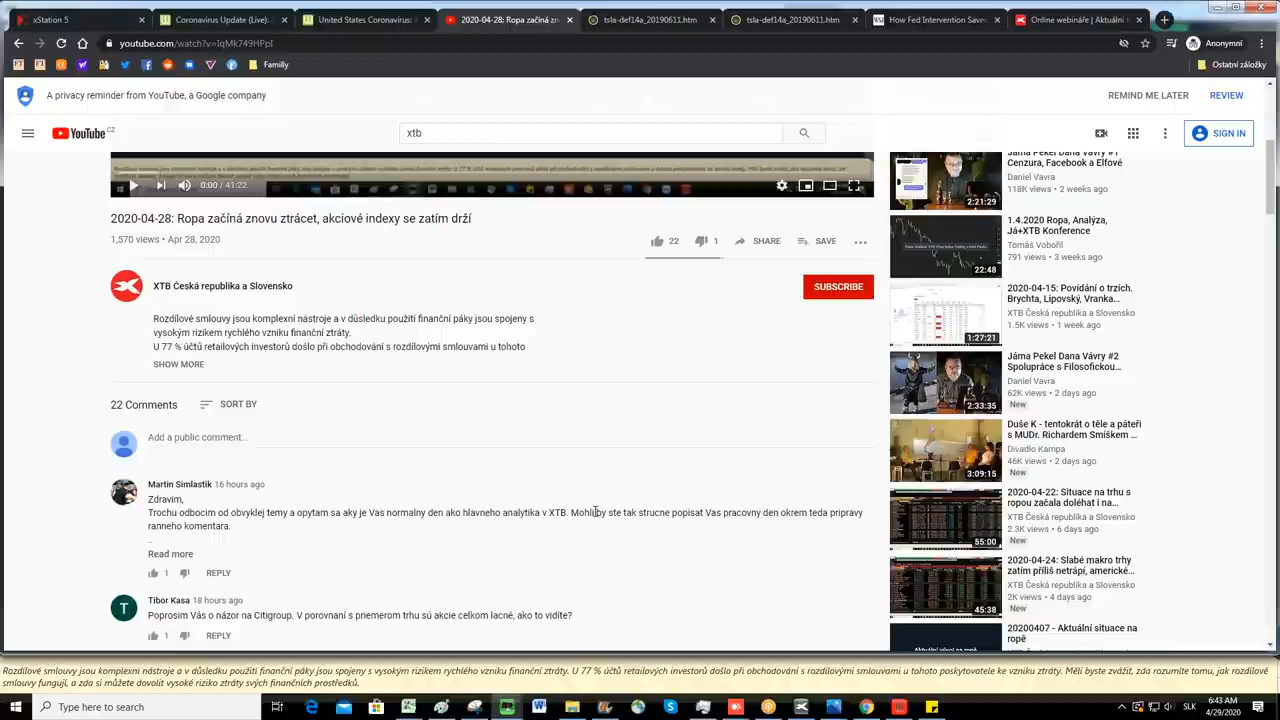 xStation 5
Coronavirus Update (Live):
United States Coronavirus:
2020-04-28: Ropa začíná zn
tsla-def14a_20190611.htm
tsla-def14a_20190611.htm
How Fed Intervention Save
Online webináře | Aktuální
youtube.com/watch?v=IqMk749HPpI
Anonymní
Familly
Ostatní záložky
A privacy reminder from YouTube, a Google company
REMIND ME LATER
REVIEW
YouTube CZ
xtb
SIGN IN
0:00 / 41:22
2020-04-28: Ropa začíná znovu ztrácet, akciové indexy se zatím drží
1,570 views • Apr 28, 2020
22
1
SHARE
SAVE
XTB Česká republika a Slovensko
SUBSCRIBE
Rozdílové smlouvy jsou komplexní nástroje a v důsledku použití finanční páky jsou spojeny s
vysokým rizikem rychlého vzniku finanční ztráty.
U 77 % účtů retailových investorů došlo při obchodování s rozdílovými smlouvami u tohoto
SHOW MORE
22 Comments
SORT BY
Add a public comment...
Martin Simlastik 16 hours ago
Zdravim,
Trochu odbocim od obvyklej temy a opytam sa aky je Vas normalny den ako hlavneho analytika v XTB. Mohli by ste tak strucne popisat Vas pracovny den okrem teda pripravy
ranneho komentara.
..
Read more
1
REPLY
Tibor Kasa 18 hours ago
Poprosim Vás o názor na Citigroup. V porovnaní s priemerom trhu sú akcie celkom lacné, ako to vidíte?
1
REPLY
Jáma Pekel Dana Vávry #1
Cenzura, Facebook a Elfové
Daniel Vavra
118K views • 2 weeks ago
2:21:29
1.4.2020 Ropa, Analýza,
Já+XTB Konference
Tomáš Vobořil
791 views • 3 weeks ago
22:48
2020-04-15: Povídání o trzích.
Brychta, Lipovský, Vranka...
XTB Česká republika a Slovensko
1.5K views • 1 week ago
1:27:21
Jáma Pekel Dana Vávry #2
Spolupráce s Filosofickou...
Daniel Vavra
62K views • 2 days ago
New
2:33:35
Duše K - tentokrát o těle a páteři
s MUDr. Richardem Smíškem ...
Divadlo Kampa
46K views • 2 days ago
New
3:09:15
2020-04-22: Situace na trhu s
ropou začala doléhat i na...
XTB Česká republika a Slovensko
2.3K views • 6 days ago
New
55:00
2020-04-24: Slabé makro trhy
zatím příliš netrápí, americké...
XTB Česká republika a Slovensko
2K views • 4 days ago
New
45:38
20200407 - Aktuální situace na
ropě
Rozdílové smlouvy jsou komplexní nástroje a v důsledku použití finanční páky jsou spojeny s vysokým rizikem rychlého vzniku finanční ztráty. U 77 % účtů retailových investorů došlo při obchodování s rozdílovými smlouvami u tohoto poskytovatele ke vzniku ztráty. Měli byste zvážit, zda rozumíte tomu, jak rozdílové
smlouvy fungují, a zda si můžete dovolit vysoké riziko ztráty svých finančních prostředků.
Type here to search
SLK
6:43 AM
4/29/2020